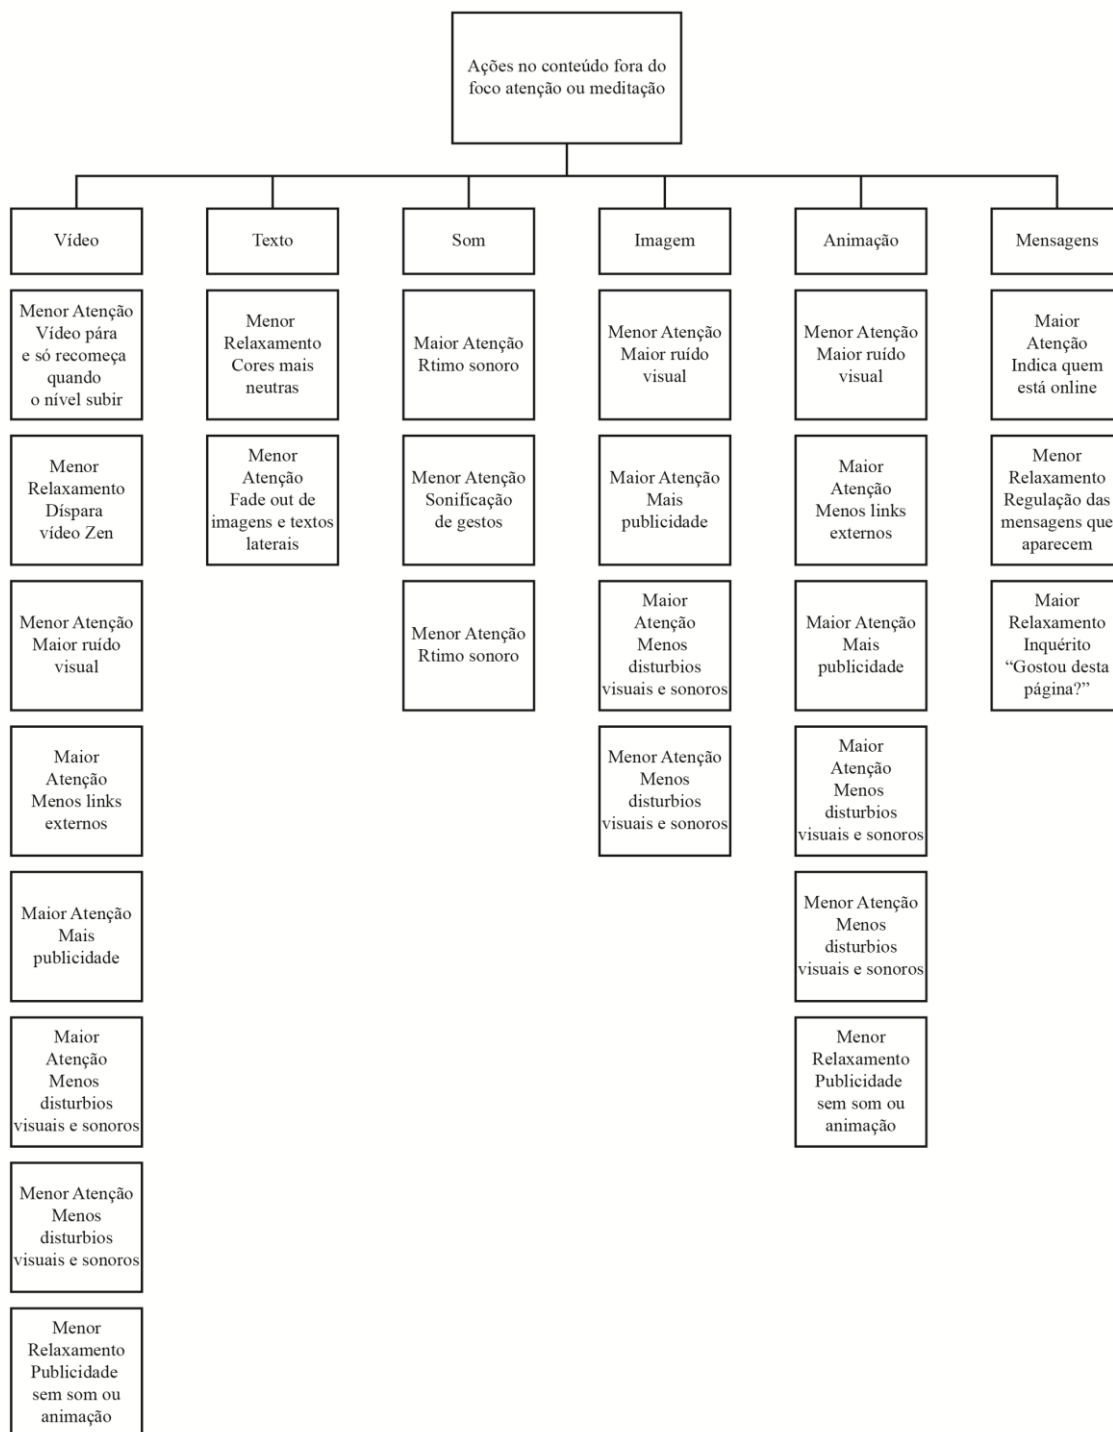 Ações no conteúdo fora do
foco atenção ou meditação
Vídeo
Texto
Som
Imagem
Animação
Mensagens
Menor Atenção
Vídeo pára
e só recomeça
quando
o nível subir
Menor
Relaxamento
Díspara
vídeo Zen
Menor Atenção
Maior ruído
visual
Maior
Atenção
Menos links
externos
Maior Atenção
Mais
publicidade
Maior
Atenção
Menos
disturbios
visuais e sonoros
Menor Atenção
Menos
disturbios
visuais e sonoros
Menor
Relaxamento
Publicidade
sem som ou
animação
Menor
Relaxamento
Cores mais
neutras
Menor
Atenção
Fade out de
imagens e textos
laterais
Maior Atenção
Rtimo sonoro
Menor Atenção
Sonificação
de gestos
Menor Atenção
Rtimo sonoro
Menor Atenção
Maior ruído
visual
Maior Atenção
Mais
publicidade
Maior
Atenção
Menos
disturbios
visuais e sonoros
Menor Atenção
Menos
disturbios
visuais e sonoros
Menor Atenção
Maior ruído
visual
Maior
Atenção
Menos links
externos
Maior Atenção
Mais
publicidade
Maior
Atenção
Menos
disturbios
visuais e sonoros
Menor Atenção
Menos
disturbios
visuais e sonoros
Menor
Relaxamento
Publicidade
sem som ou
animação
Maior
Atenção
Indica quem
está online
Menor
Relaxamento
Regulação das
mensagens que
aparecem
Maior
Relaxamento
Inquérito
“Gostou desta
página?”